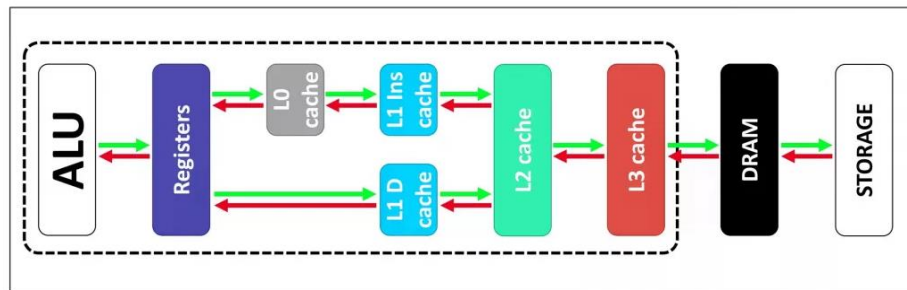 ALU
Registers
L0
cache
L1 Ins
cache
L1 D
cache
L2 cache
L3 cache
DRAM
STORAGE